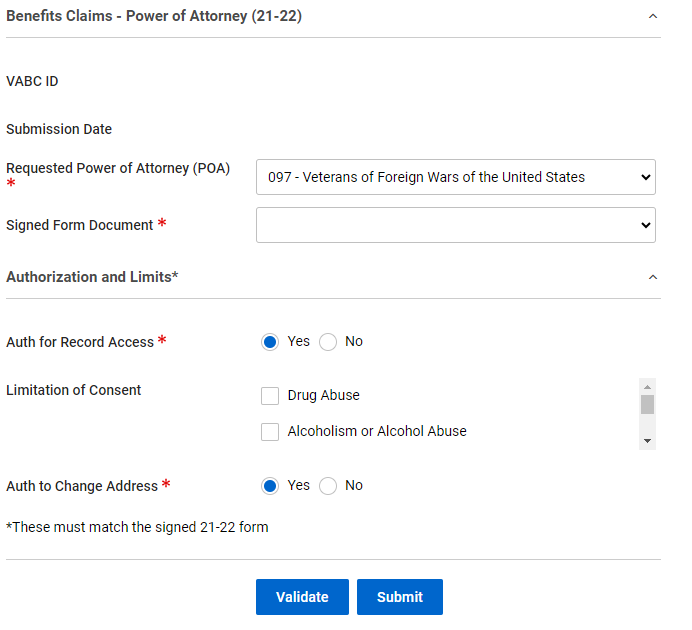 Benefits Claims - Power of Attorney (21-22)
VABC ID
Submission Date
Requested Power of Attorney (POA)
*
097 - Veterans of Foreign Wars of the United States
Signed Form Document *
Authorization and Limits*
Auth for Record Access * Yes No
Limitation of Consent
Drug Abuse
Alcoholism or Alcohol Abuse
Auth to Change Address * Yes No
*These must match the signed 21-22 form
Validate Submit